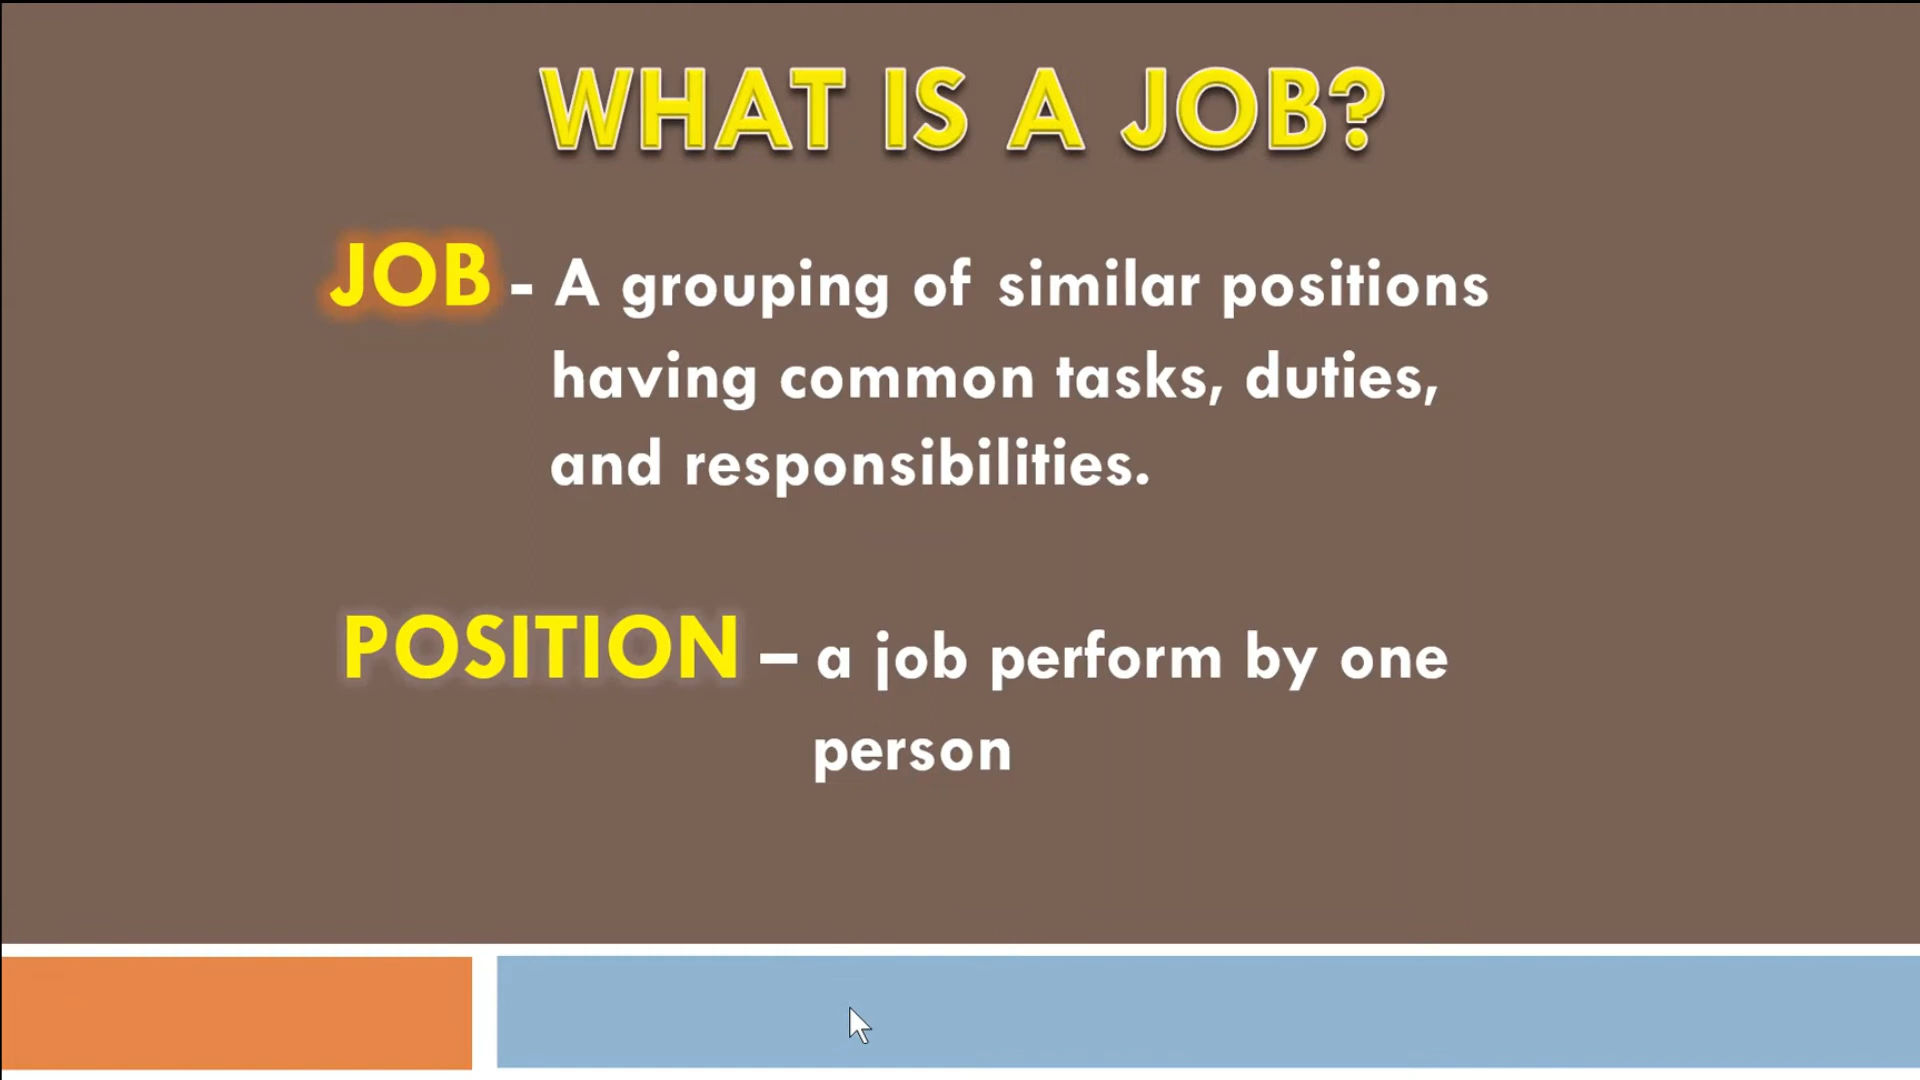 WHAT IS A JOB?
JOB - A grouping of similar positions
having common tasks, duties,
and responsibilities.
POSITION – a job perform by one
person